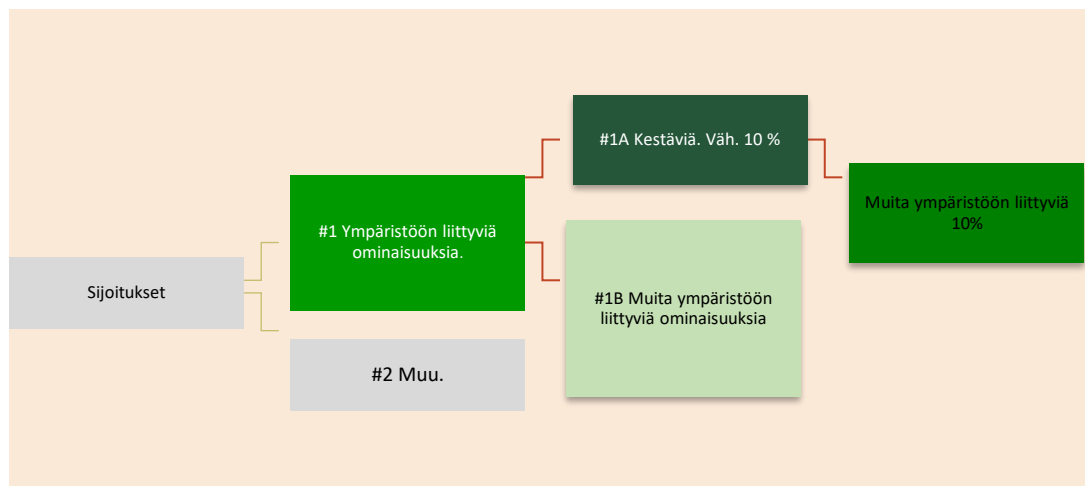 Sijoitukset
#1 Ympäristöön liittyviä
ominaisuuksia.
#2 Muu.
#1A Kestäviä. Väh. 10 %
#1B Muita ympäristöön
liittyviä ominaisuuksia
Muita ympäristöön liittyviä
10%